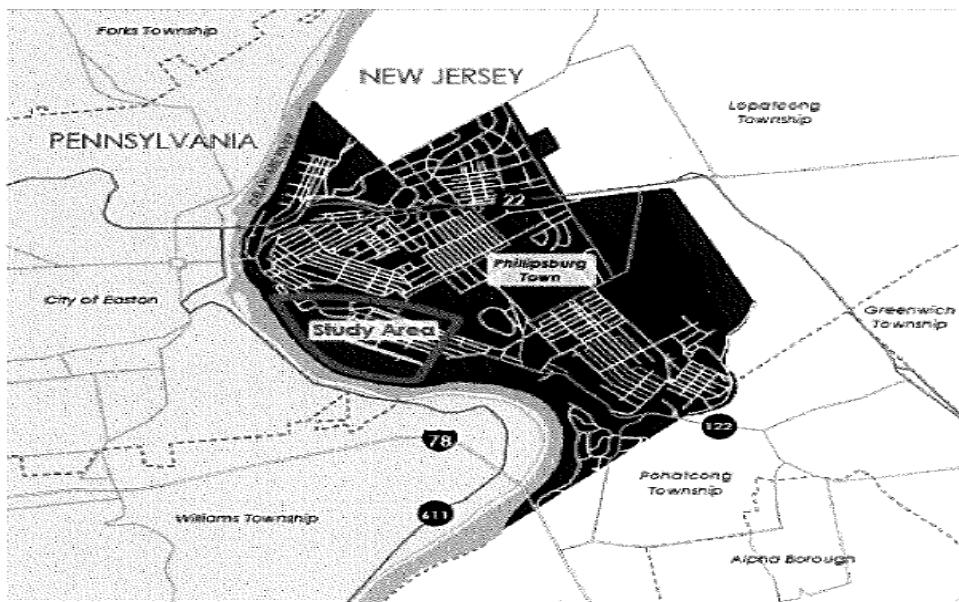 Forks Township
NEW JERSEY
Lopatcong
Township
PENNSYLVANIA
22
Phillipsburg
Town
City of Easton
Greenwich
Township
Study Area
122
78
Pohatcong
Township
611
Williams Township
Alpha Borough